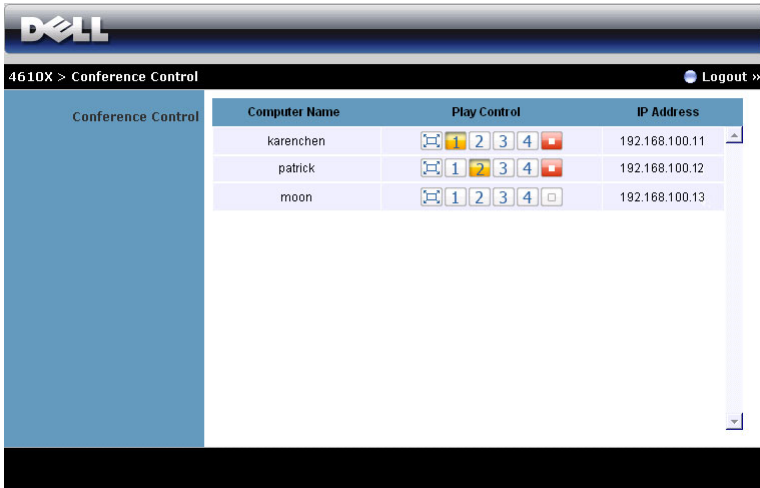 DELL
4610X > Conference Control
Logout »
Conference Control
Computer Name Play Control IP Address
karenchen 1 2 3 4 192.168.100.11
patrick 1 2 3 4 192.168.100.12
moon 1 2 3 4 192.168.100.13